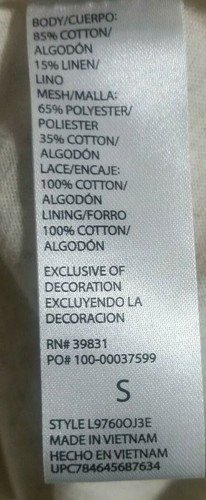 BODY/CUERPO:
85% COTTON/
ALGODÓN
15% LINEN/
LINO
MESH/MALLA:
65% POLYESTER/
POLIESTER
35% COTTON/
ALGODÓN
LACE/ENCAJE:
100% COTTON/
ALGODÓN
LINING/FORRO
100% COTTON/
ALGODÓN
EXCLUSIVE OF
DECORATION
EXCLUYENDO LA
DECORACION
RN# 39831
PO# 100-00037599
S
STYLE L9760OJ3E
MADE IN VIETNAM
HECHO EN VIETNAM
UPC784645687634